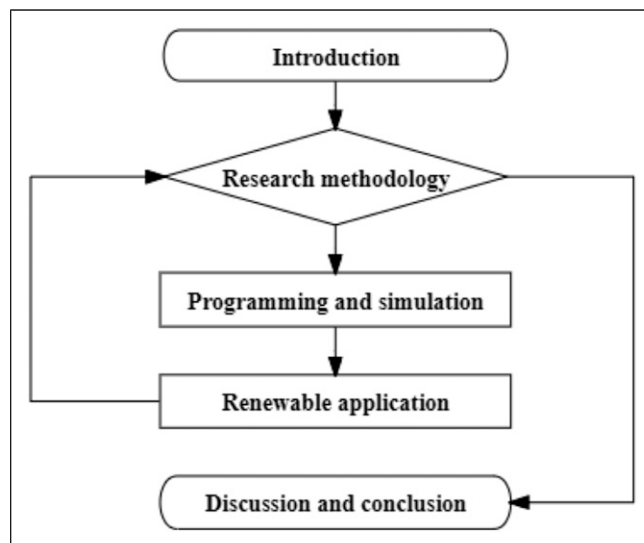 Introduction
Research methodology
Programming and simulation
Renewable application
Discussion and conclusion